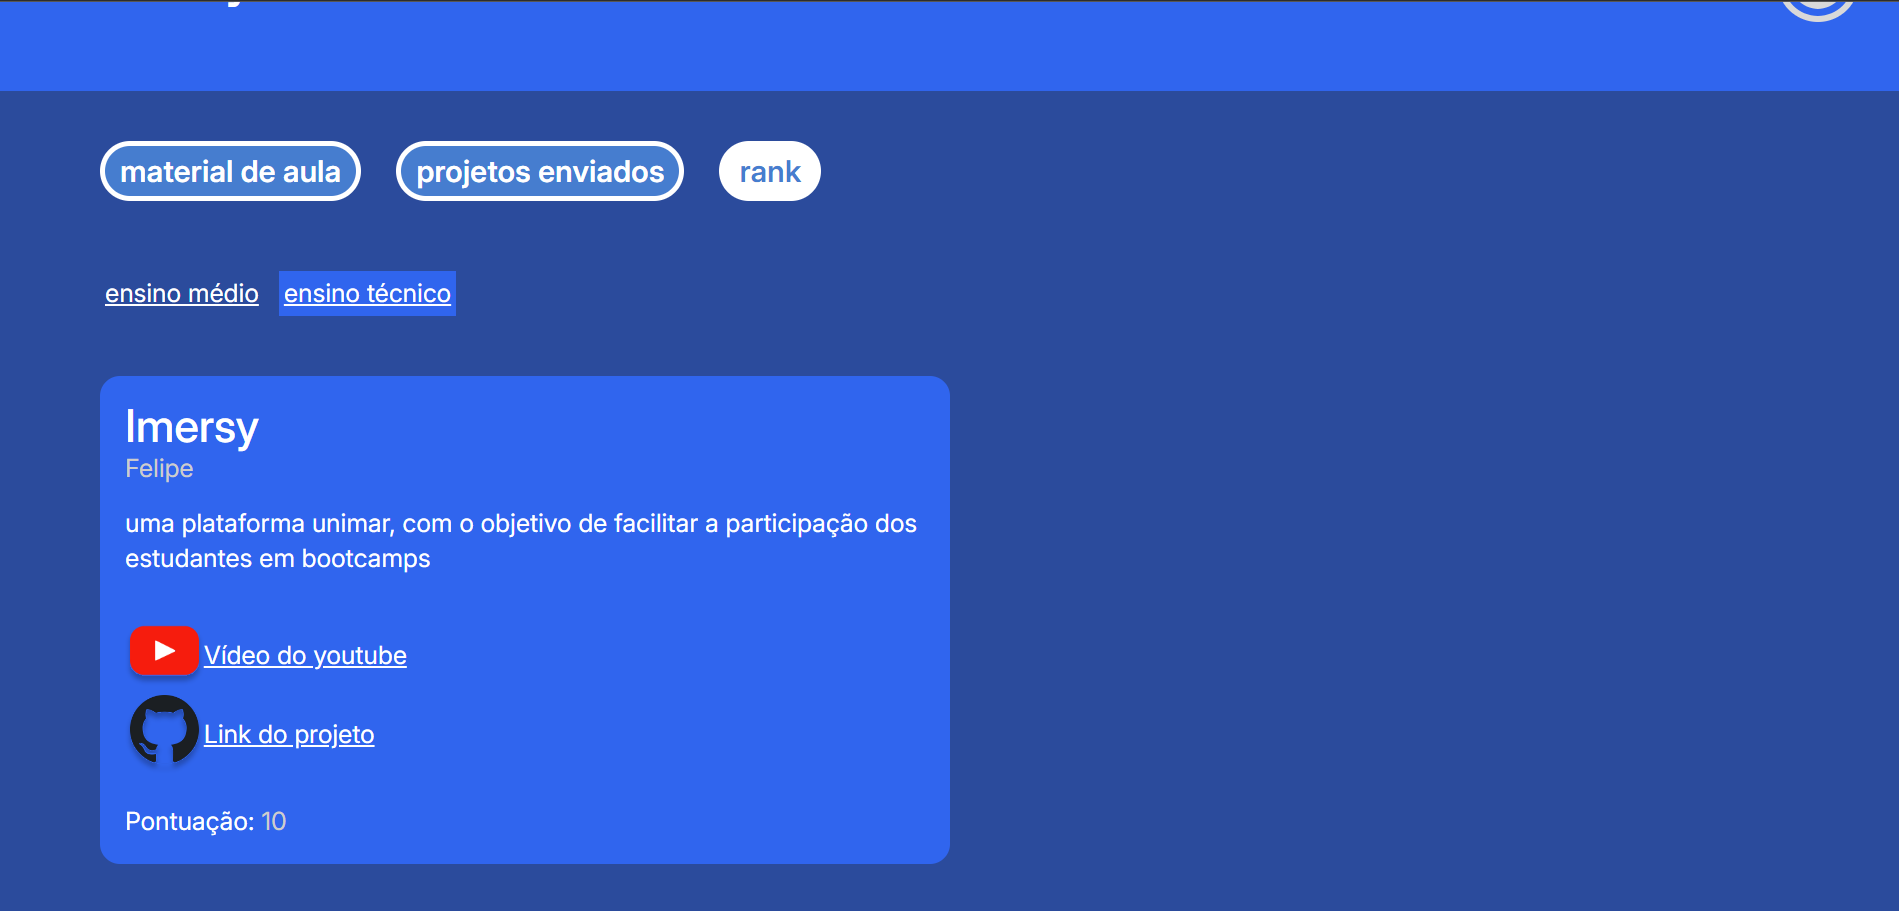 material de aula
projetos enviados
rank
ensino médio
ensino técnico
Imersy
Felipe
uma plataforma unimar, com o objetivo de facilitar a participação dos
estudantes em bootcamps
Vídeo do youtube
Link do projeto
Pontuação: 10